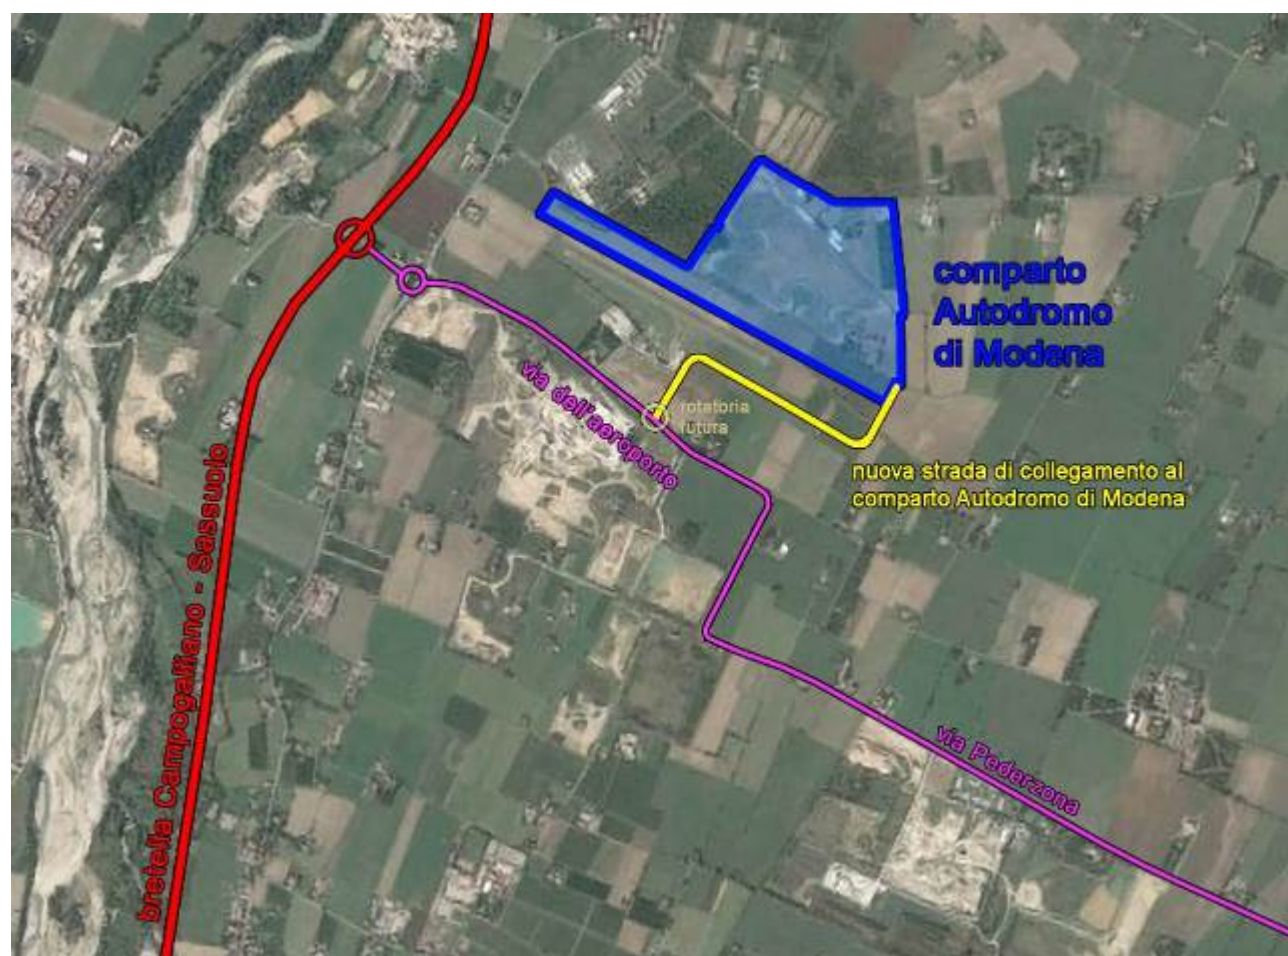 comparto
Autodromo
di Modena
via dell'aeroporto
rotatoria
futura
nuova strada di collegamento al
comparto Autodromo di Modena
bretella Campogalliano - Sassuolo
via Pederzona